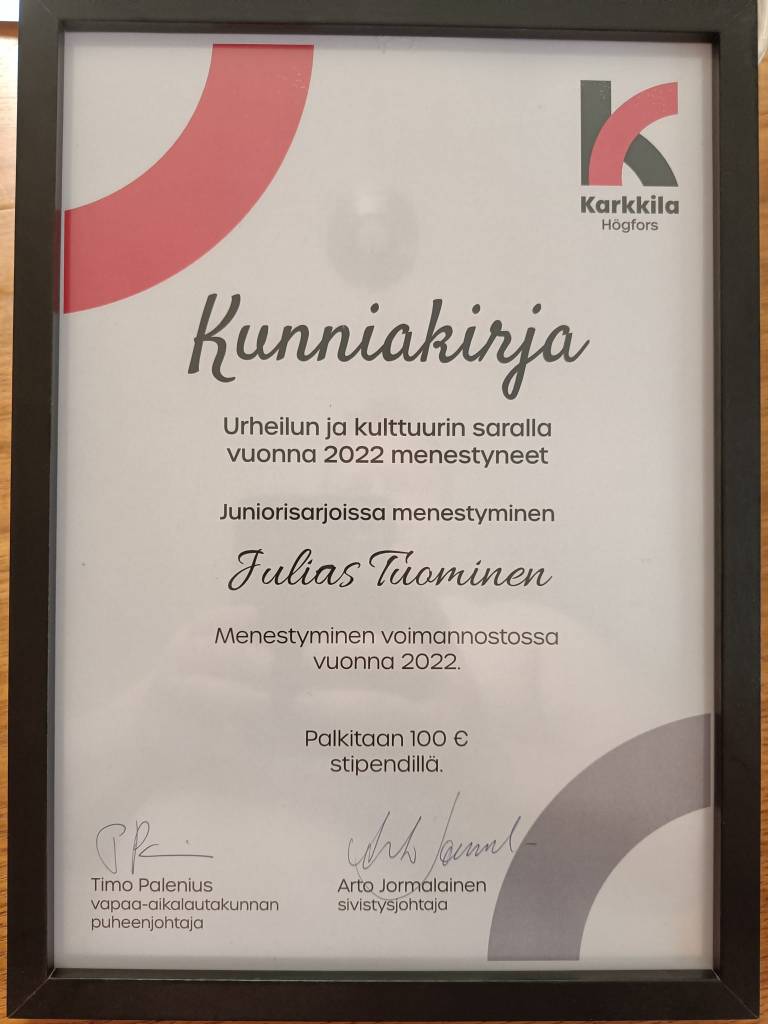 Karkkila
Högfors
Kunniakirja
Urheilun ja kulttuurin saralla
vuonna 2022 menestyneet
Juniorisarjoissa menestyminen
Julias Tuominen
Menestyminen voimannostossa
vuonna 2022.
Palkitaan 100 €
stipendillä.
Timo Palenius
vapaa-aikalautakunnan
puheenjohtaja
Arto Jormalainen
sivistysjohtaja